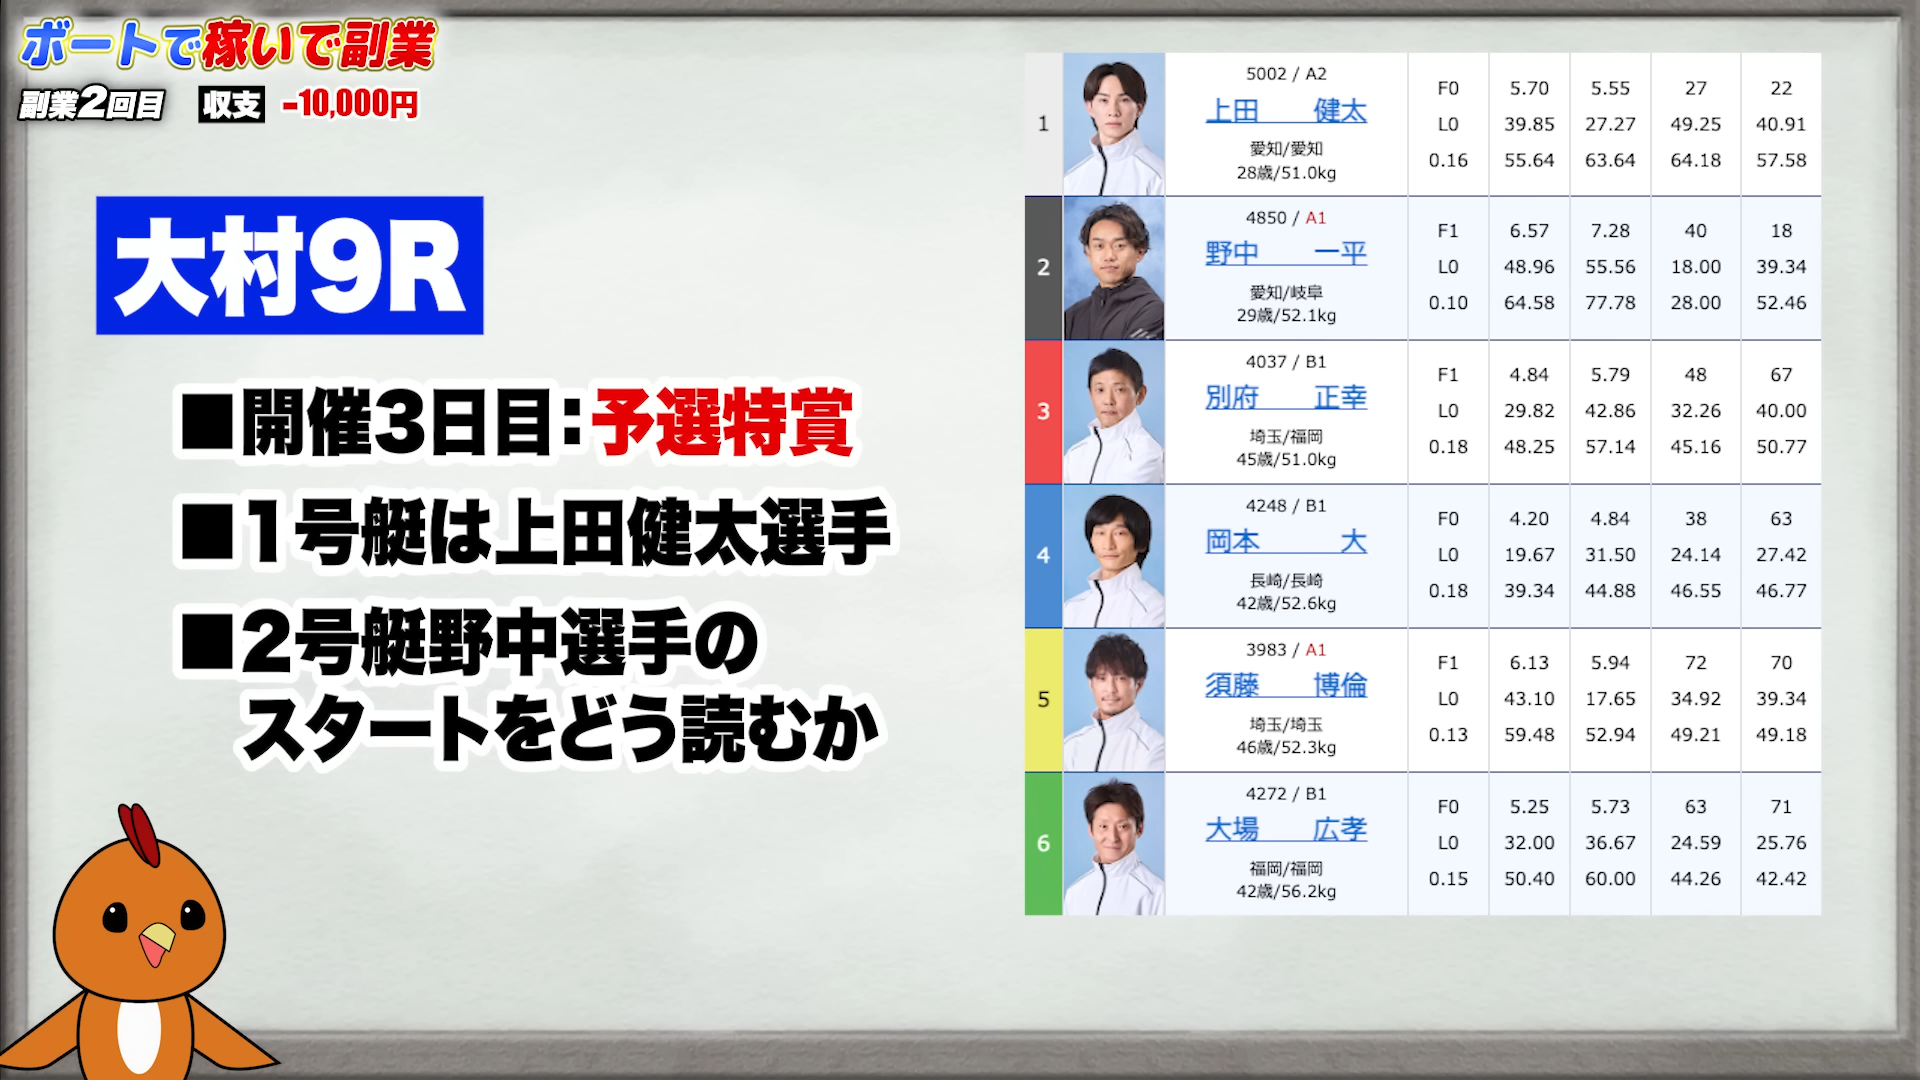 ボートで稼いで副業
副業2回目 収支 -10,000円
大村9R
■開催3日目:予選特賞
■1号艇は上田健太選手
■2号艇野中選手の
スタートをどう読むか
1
5002 / A2
上田 健太
愛知/愛知
28歳/51.0kg
F0 5.70 5.55 27 22
L0 39.85 27.27 49.25 40.91
0.16 55.64 63.64 64.18 57.58
2
4850 / A1
野中 一平
愛知/岐阜
29歳/52.1kg
F1 6.57 7.28 40 18
L0 48.96 55.56 18.00 39.34
0.10 64.58 77.78 28.00 52.46
3
4037 / B1
別府 正幸
埼玉/福岡
45歳/51.0kg
F1 4.84 5.79 48 67
L0 29.82 42.86 32.26 40.00
0.18 48.25 57.14 45.16 50.77
4
4248 / B1
岡本 大
長崎/長崎
42歳/52.6kg
F0 4.20 4.84 38 63
L0 19.67 31.50 24.14 27.42
0.18 39.34 44.88 46.55 46.77
5
3983 / A1
須藤 博倫
埼玉/埼玉
46歳/52.3kg
F1 6.13 5.94 72 70
L0 43.10 17.65 34.92 39.34
0.13 59.48 52.94 49.21 49.18
6
4272 / B1
大場 広孝
福岡/福岡
42歳/56.2kg
F0 5.25 5.73 63 71
L0 32.00 36.67 24.59 25.76
0.15 50.40 60.00 44.26 42.42